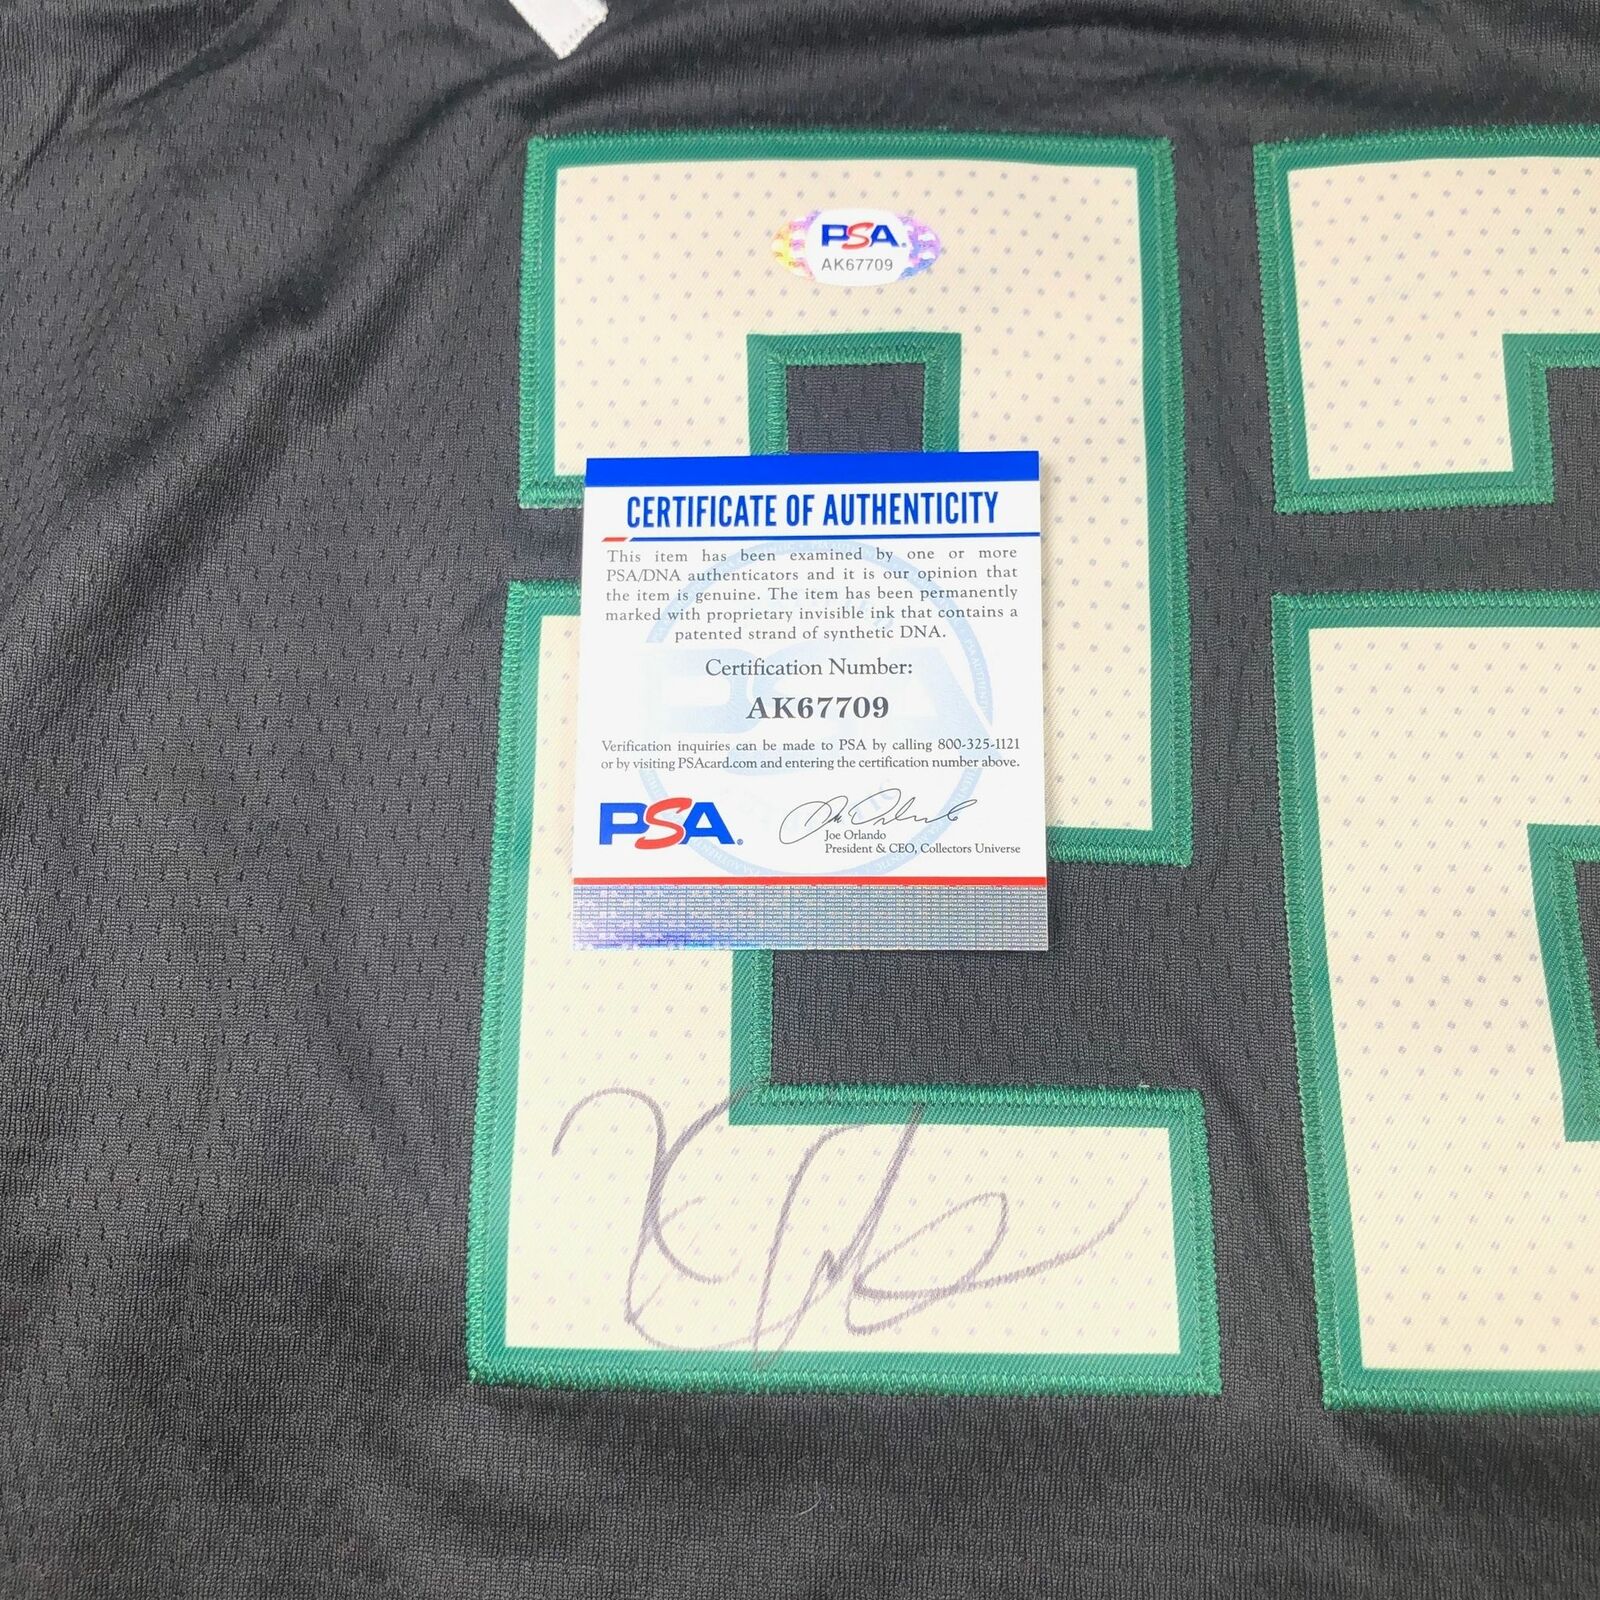 PSA
AK67709
22
CERTIFICATE OF AUTHENTICITY
This item has been examined by one or more
PSA/DNA authenticators and it is our opinion that
the item is genuine. The item has been permanently
marked with proprietary invisible ink that contains a
patented strand of synthetic DNA.
Certification Number:
AK67709
Verification inquiries can be made to PSA by calling 800-325-1121
or by visiting PSAcard.com and entering the certification number above.
PSA
Joe Orlando
President & CEO, Collectors Universe